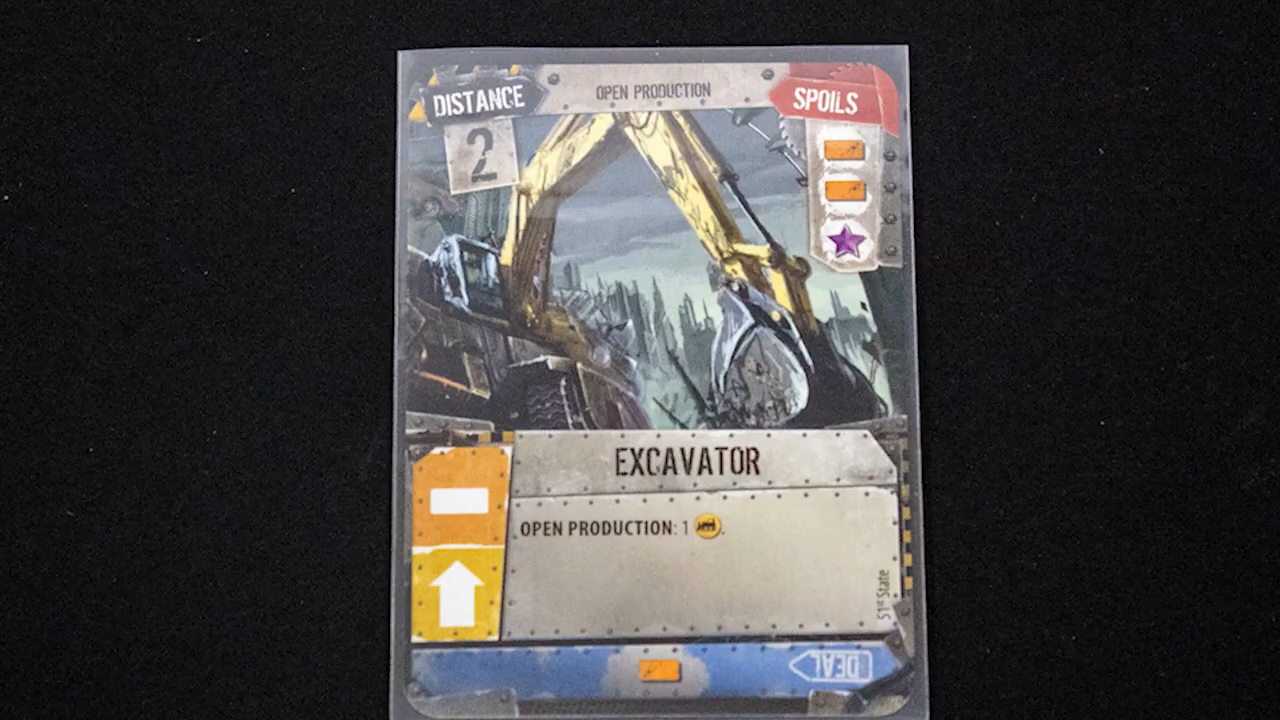 DISTANCE
OPEN PRODUCTION
SPOILS
2
EXCAVATOR
OPEN PRODUCTION: 1 .
51st State
DEAL